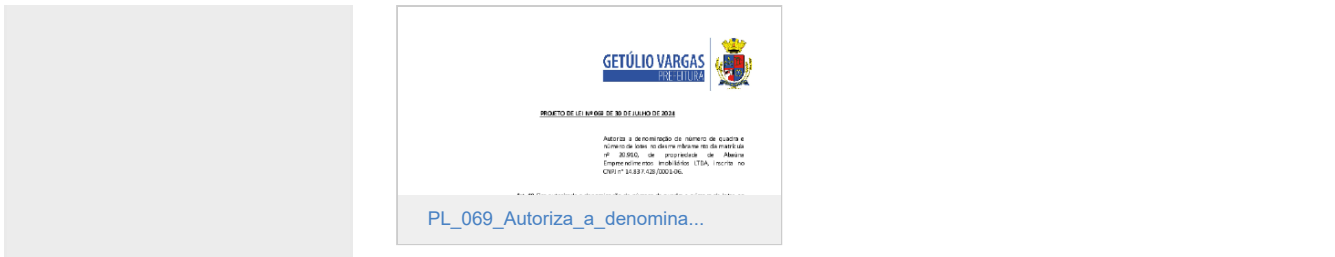 GETÚLIO VARGAS
PREFEITURA
PROJETO DE LEI Nº 069 DE 30 DE JULHO DE 2024
Autoriza a denominação de número de quadra e
número de lotes no desmembramento da matrícula
nº 20.910, de propriedade de Abaúna
Empreendimentos Imobiliários LTDA, inscrita no
CNPJ nº 14.837.428/0001-06.
PL_069_Autoriza_a_denomina...